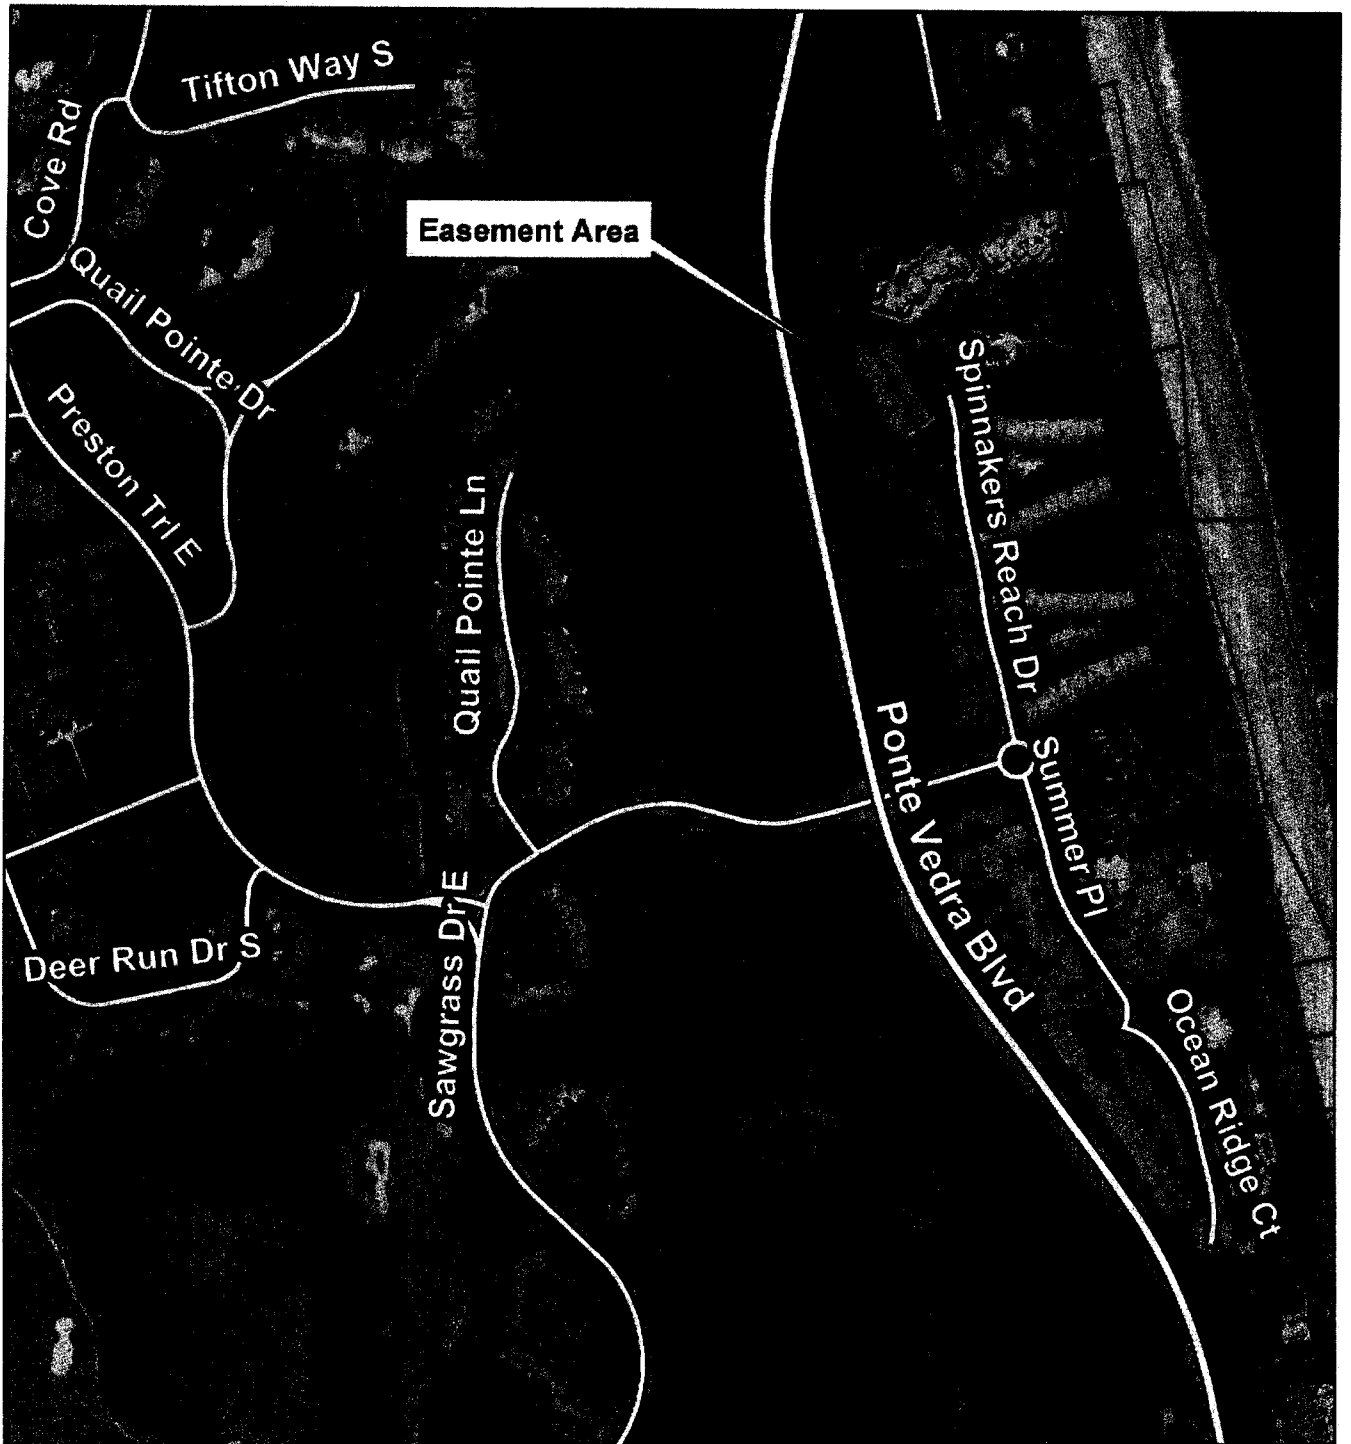 Tifton Way S
Cove Rd
Easement Area
Quail Pointe Dr
Preston Trl E
Spinnakers Reach Dr
Quail Pointe Ln
Ponte Vedra Blvd
Summer Pl
Sawgrass Dr E
Deer Run Dr S
Ocean Ridge Ct